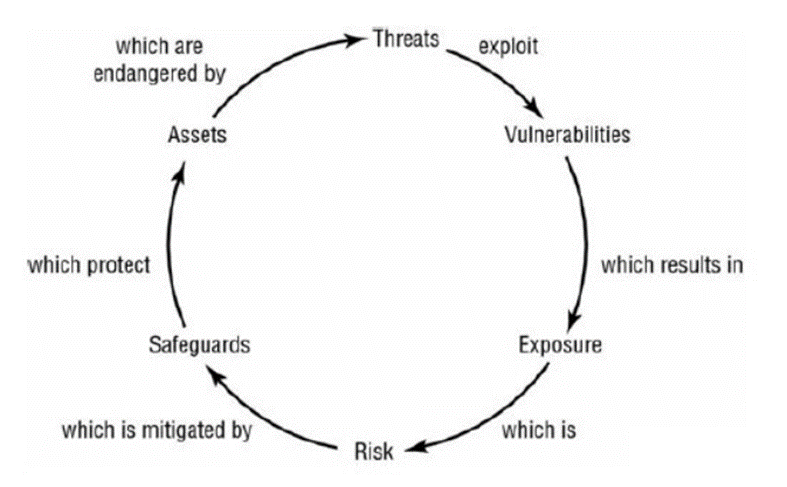 Threats
exploit
Vulnerabilities
which results in
Exposure
which is
Risk
which is mitigated by
Safeguards
which protect
Assets
which are
endangered by